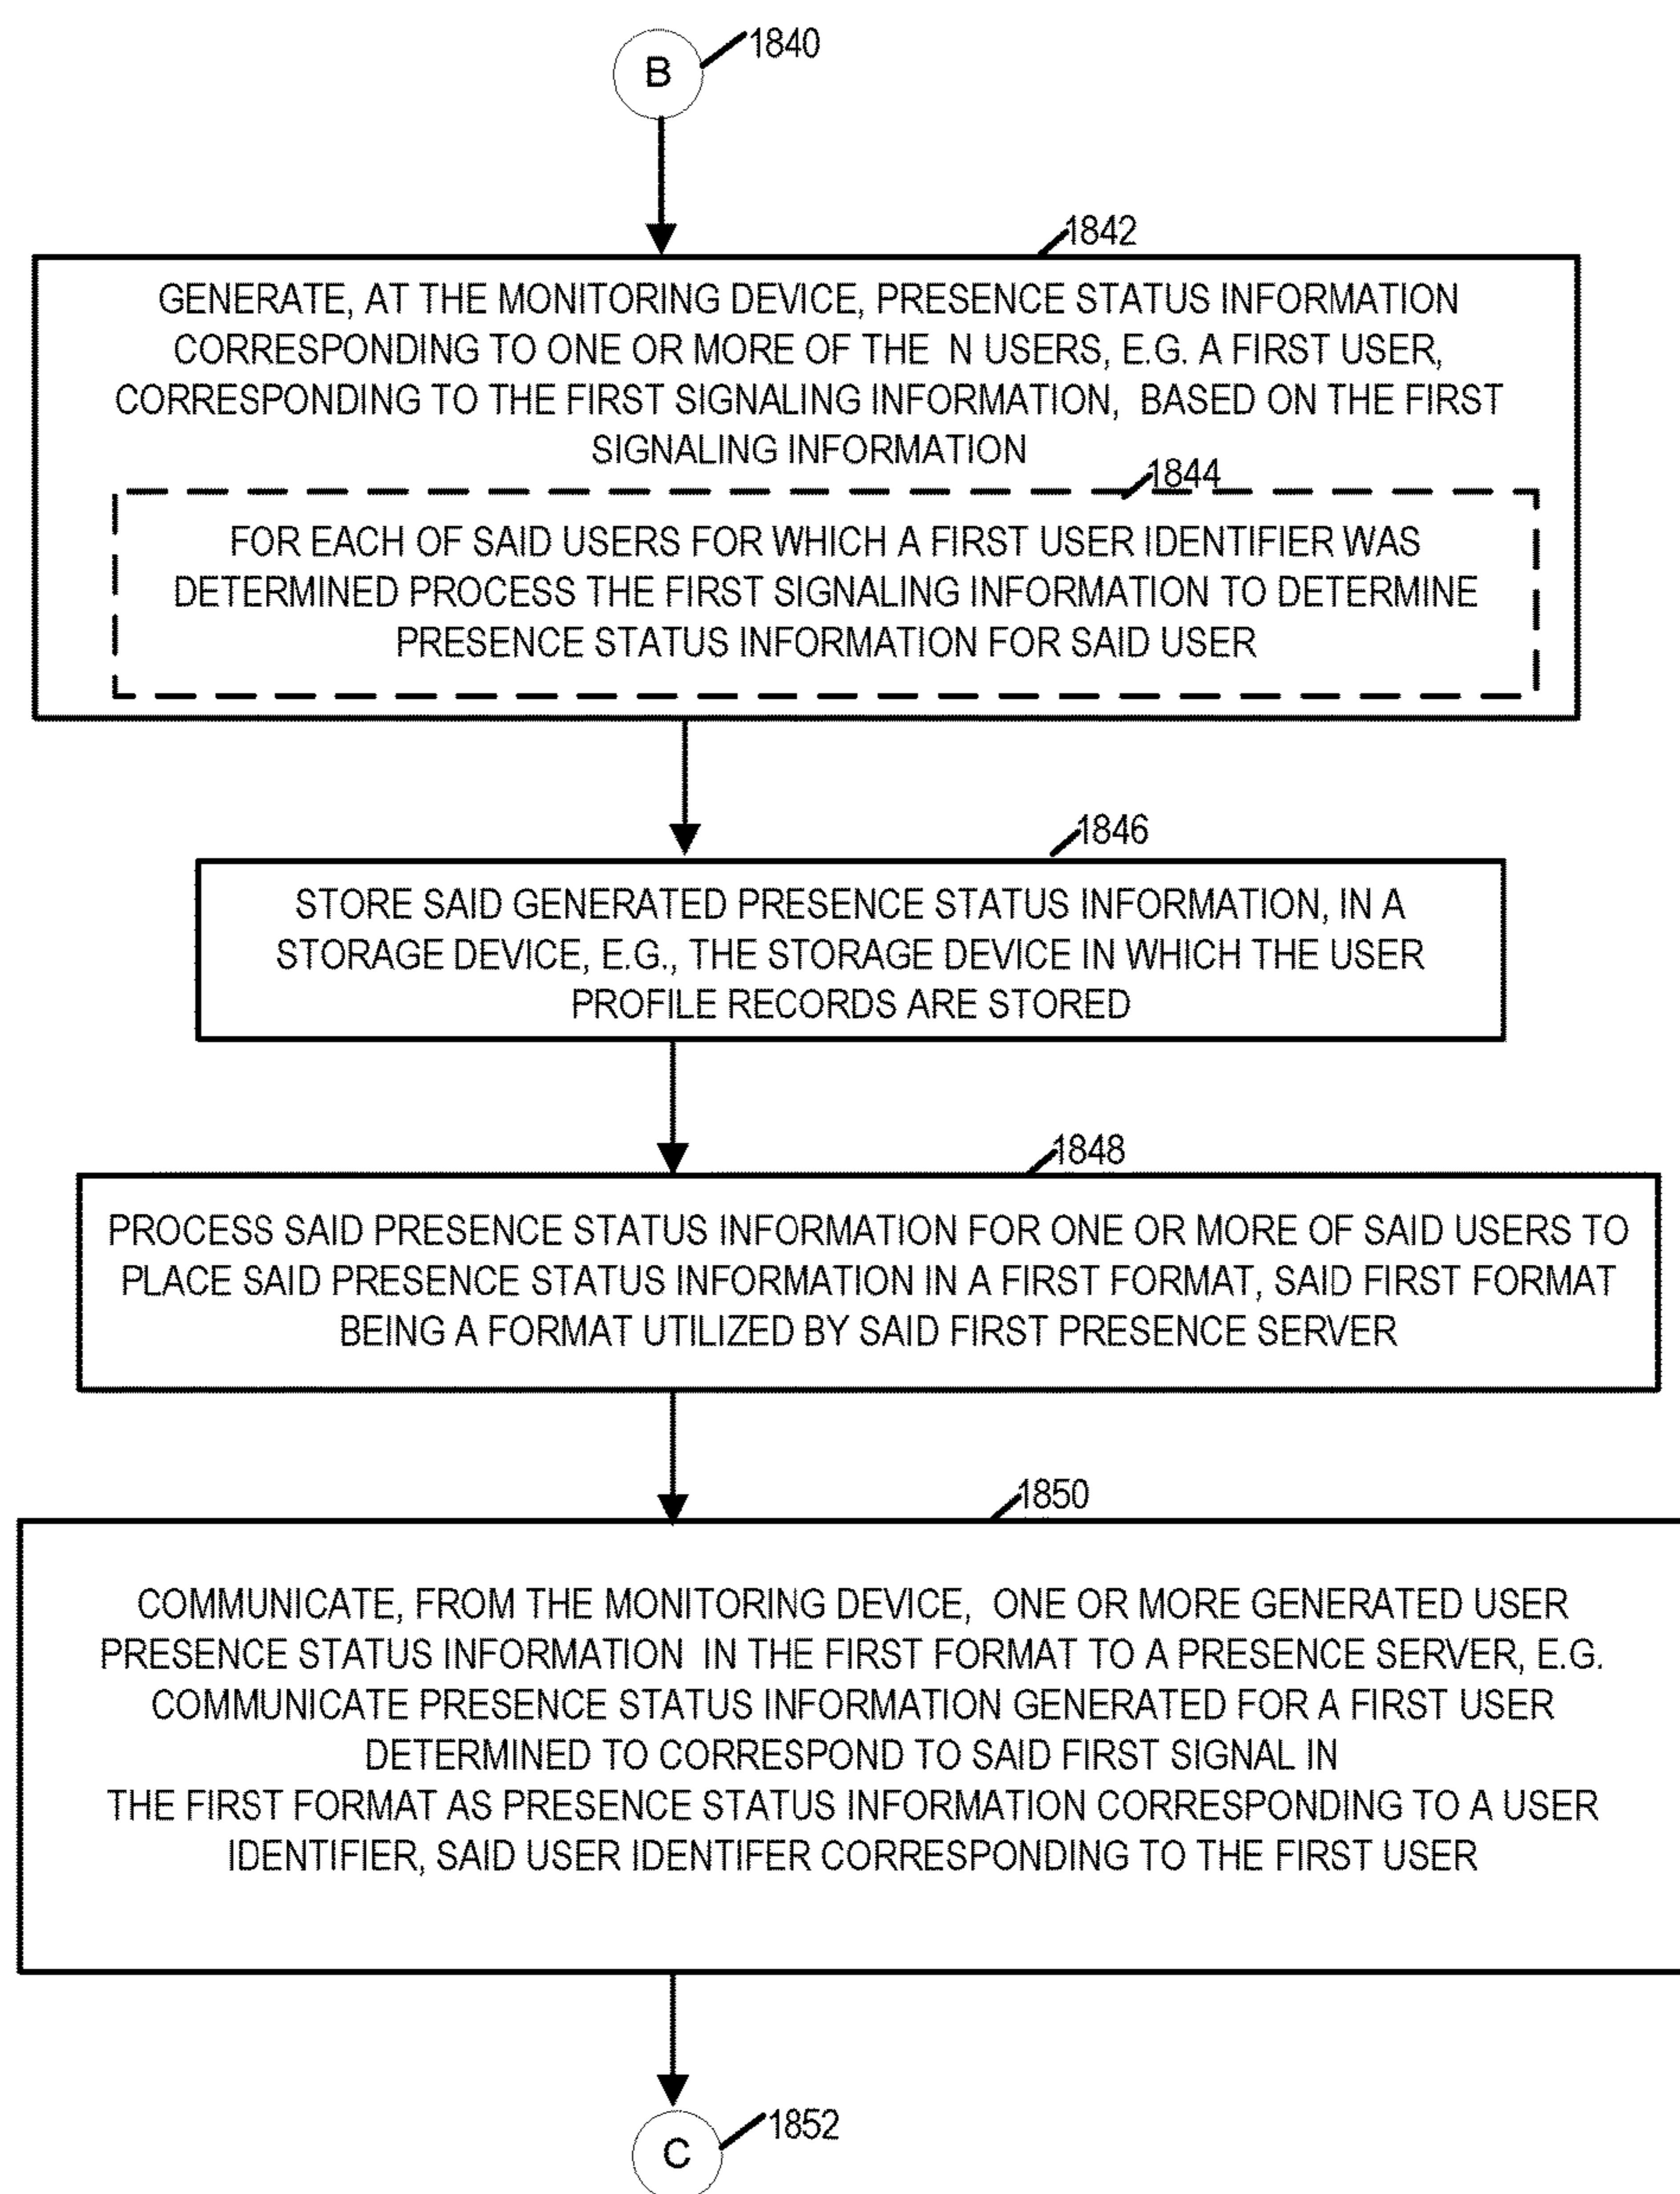 B
1840
1842
GENERATE, AT THE MONITORING DEVICE, PRESENCE STATUS INFORMATION
CORRESPONDING TO ONE OR MORE OF THE N USERS, E.G. A FIRST USER,
CORRESPONDING TO THE FIRST SIGNALING INFORMATION, BASED ON THE FIRST
SIGNALING INFORMATION
1844
FOR EACH OF SAID USERS FOR WHICH A FIRST USER IDENTIFIER WAS
DETERMINED PROCESS THE FIRST SIGNALING INFORMATION TO DETERMINE
PRESENCE STATUS INFORMATION FOR SAID USER
1846
STORE SAID GENERATED PRESENCE STATUS INFORMATION, IN A
STORAGE DEVICE, E.G., THE STORAGE DEVICE IN WHICH THE USER
PROFILE RECORDS ARE STORED
1848
PROCESS SAID PRESENCE STATUS INFORMATION FOR ONE OR MORE OF SAID USERS TO
PLACE SAID PRESENCE STATUS INFORMATION IN A FIRST FORMAT, SAID FIRST FORMAT
BEING A FORMAT UTILIZED BY SAID FIRST PRESENCE SERVER
1850
COMMUNICATE, FROM THE MONITORING DEVICE, ONE OR MORE GENERATED USER
PRESENCE STATUS INFORMATION IN THE FIRST FORMAT TO A PRESENCE SERVER, E.G.
COMMUNICATE PRESENCE STATUS INFORMATION GENERATED FOR A FIRST USER
DETERMINED TO CORRESPOND TO SAID FIRST SIGNAL IN
THE FIRST FORMAT AS PRESENCE STATUS INFORMATION CORRESPONDING TO A USER
IDENTIFIER, SAID USER IDENTIFER CORRESPONDING TO THE FIRST USER
1852
C